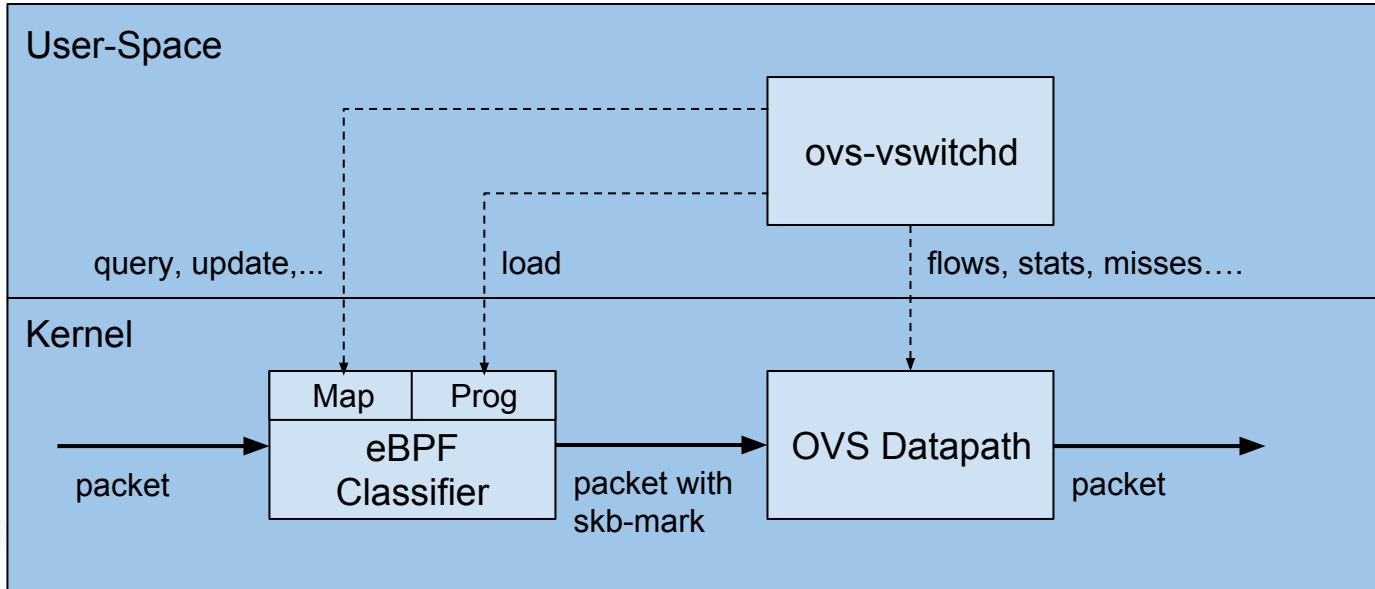 User-Space
ovs-vswitchd
query, update,...
load
flows, stats, misses….
Kernel
Map
Prog
eBPF
Classifier
OVS Datapath
packet
packet with
skb-mark
packet